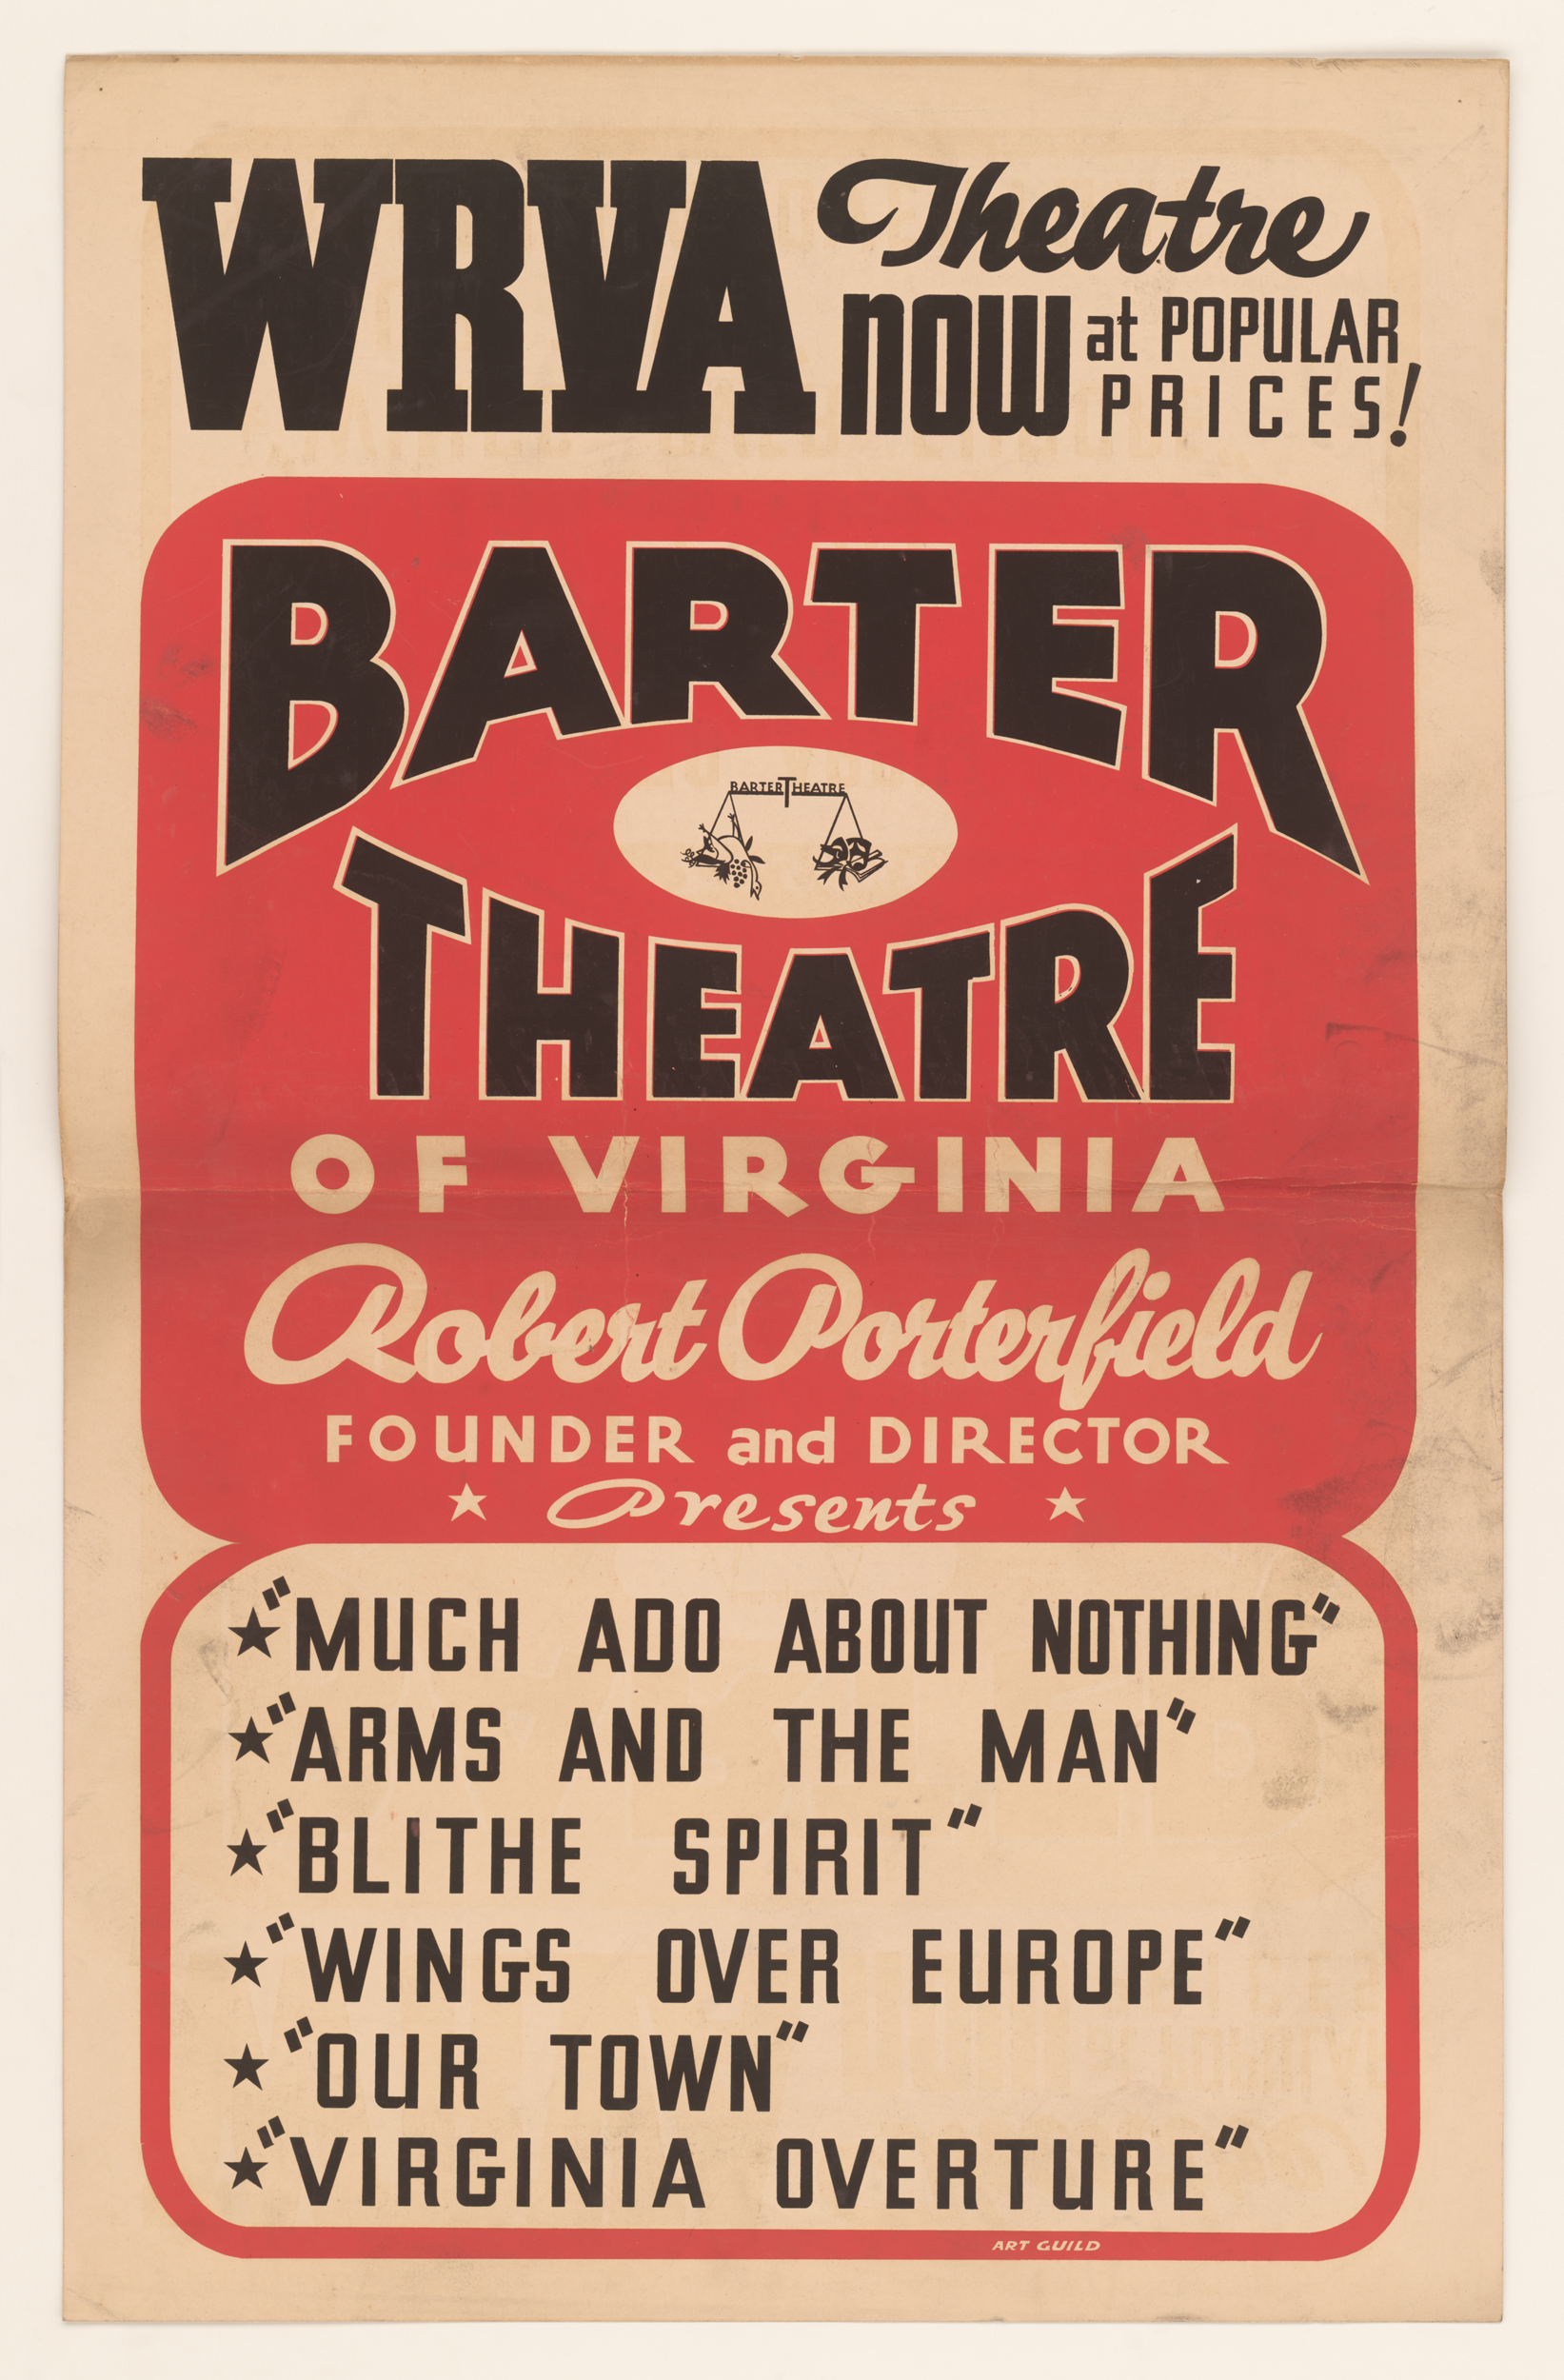 WRVA Theatre
NOW at POPULAR
PRICES!
BARTER
BARTER THEATRE
THEATRE
OF VIRGINIA
Robert Porterfield
FOUNDER and DIRECTOR
★ Presents ★
★ "MUCH ADO ABOUT NOTHING"
★ "ARMS AND THE MAN"
★ "BLITHE SPIRIT"
★ "WINGS OVER EUROPE"
★ "OUR TOWN"
★ "VIRGINIA OVERTURE"
ART GUILD